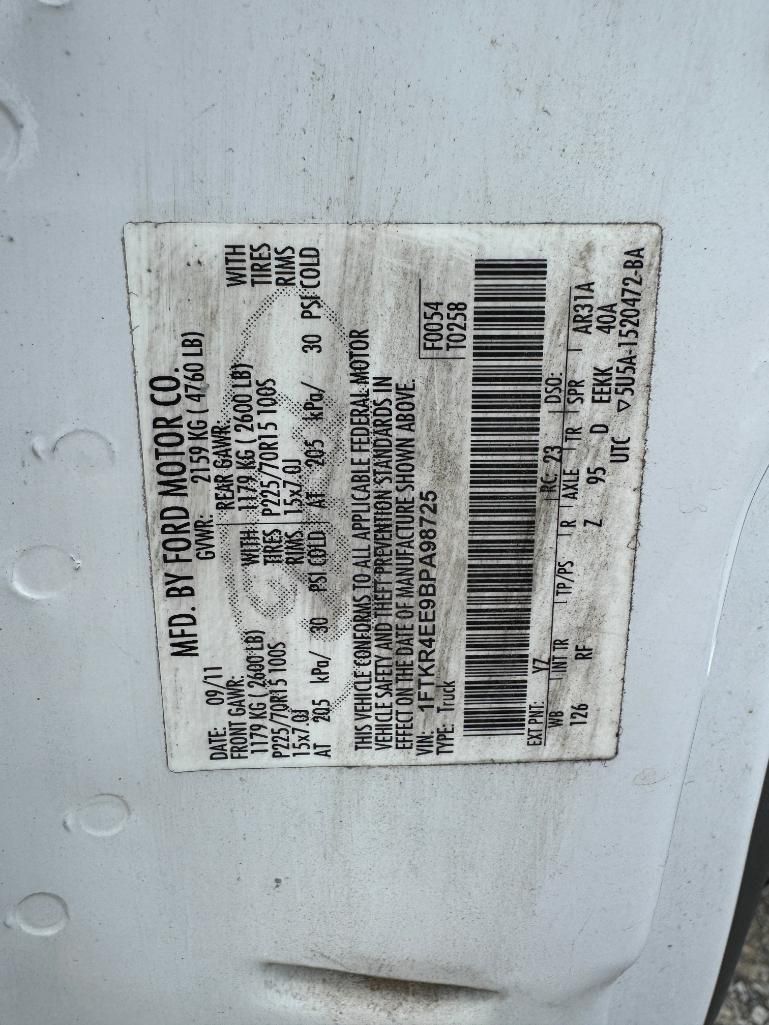 MFD. BY FORD MOTOR CO.
DATE: 09/11 GVWR: 2159 KG ( 4760 LB)
FRONT GAWR: REAR GAWR:
1179 KG ( 2600 LB) WITH 1179 KG ( 2600 LB) WITH
P225/70R15 100S TIRES P225/70R15 100S TIRES
15x7.0J RIMS 15x7.0J RIMS
AT 205 kPa/ 30 PSI COLD AT 205 kPa/ 30 PSI COLD
THIS VEHICLE CONFORMS TO ALL APPLICABLE FEDERAL MOTOR
VEHICLE SAFETY AND THEFT PREVENTION STANDARDS IN
EFFECT ON THE DATE OF MANUFACTURE SHOWN ABOVE.
VIN: 1FTKR4EE9BPA98725 F0054
TYPE: Truck T0258
EXT PNT: YZ RC: 23 DSO:
WB INT TR TP/PS R AXLE TR SPR AR31A
126 RF Z 95 D EEKK 40A
UTC ▽5U5A-1520472-BA